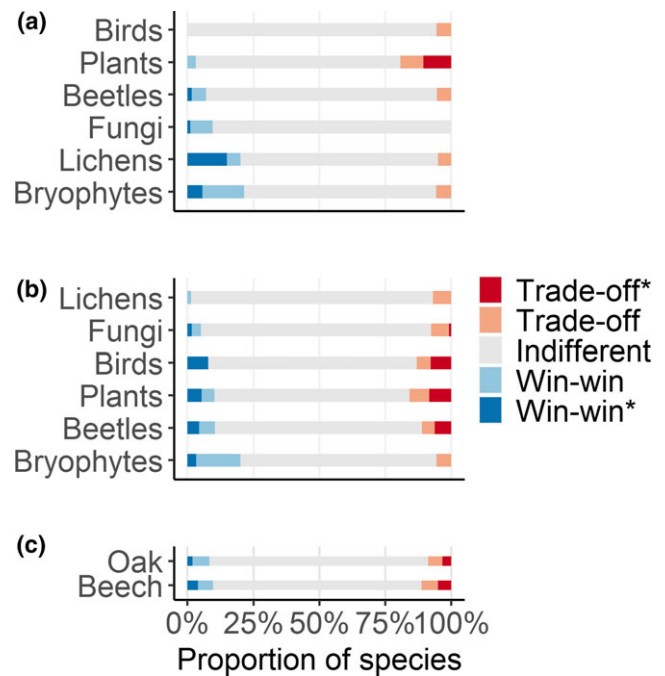 (a)
Birds
Plants
Beetles
Fungi
Lichens
Bryophytes
(b)
Lichens
Fungi
Birds
Plants
Beetles
Bryophytes
Trade-off*
Trade-off
Indifferent
Win-win
Win-win*
(c)
Oak
Beech
0% 25% 50% 75% 100%
Proportion of species